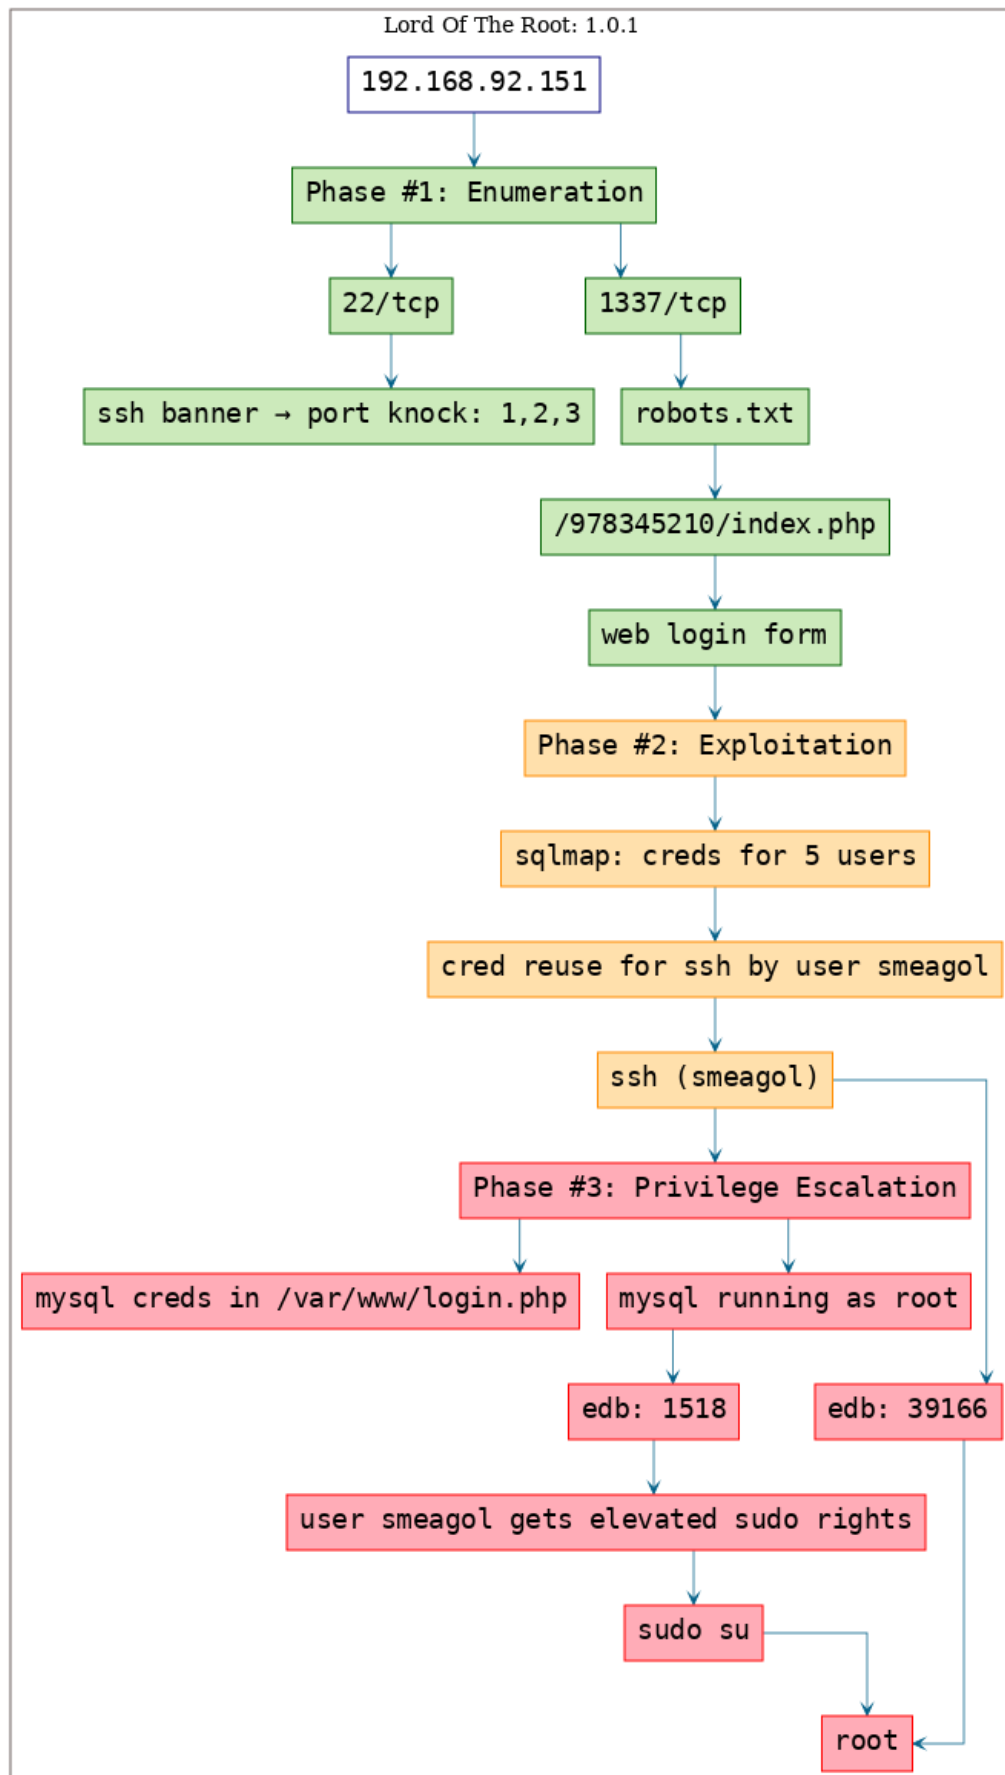 Lord Of The Root: 1.0.1
192.168.92.151
Phase #1: Enumeration
22/tcp
1337/tcp
ssh banner → port knock: 1,2,3
robots.txt
/978345210/index.php
web login form
Phase #2: Exploitation
sqlmap: creds for 5 users
cred reuse for ssh by user smeagol
ssh (smeagol)
Phase #3: Privilege Escalation
mysql creds in /var/www/login.php
mysql running as root
edb: 1518
edb: 39166
user smeagol gets elevated sudo rights
sudo su
root